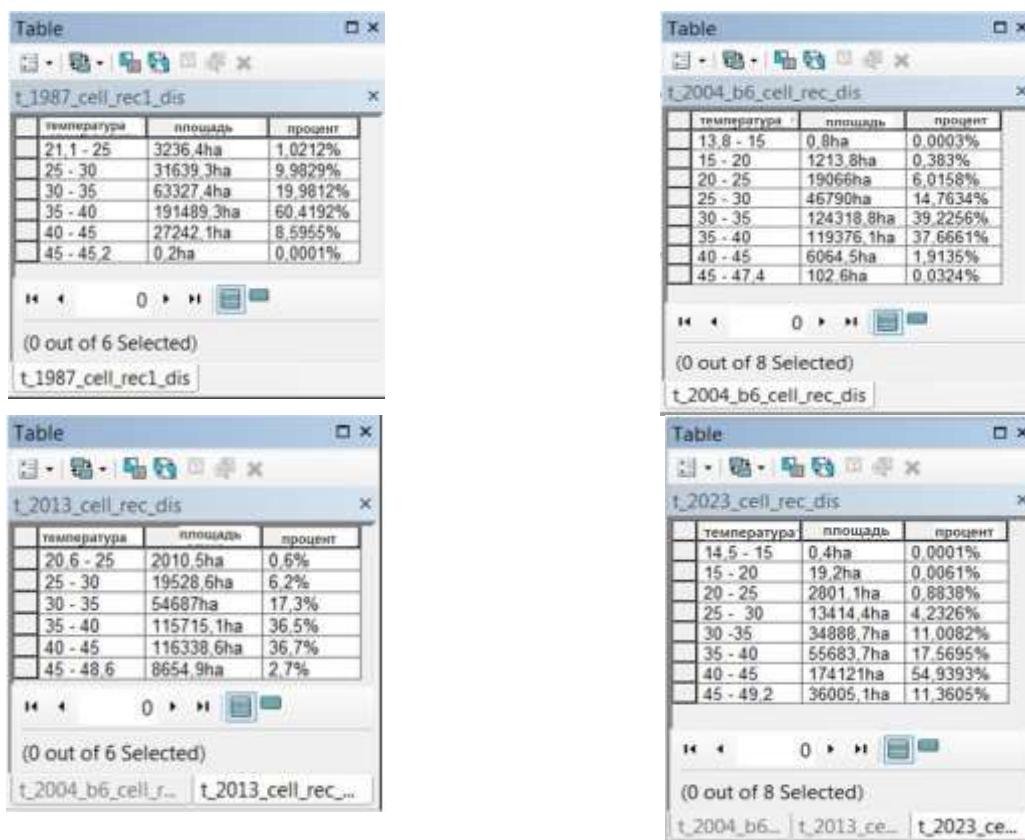 Table
t_1987_cell_rec1_dis
температура площадь процент
21,1 - 25 3236,4ha 1,0212%
25 - 30 31639,3ha 9,9829%
30 - 35 63327,4ha 19,9812%
35 - 40 191489,3ha 60,4192%
40 - 45 27242,1ha 8,5955%
45 - 45,2 0,2ha 0,0001%
0
(0 out of 6 Selected)
t_1987_cell_rec1_dis
Table
t_2004_b6_cell_rec_dis
температура площадь процент
13,8 - 15 0,8ha 0,0003%
15 - 20 1213,8ha 0,383%
20 - 25 19066ha 6,0158%
25 - 30 46790ha 14,7634%
30 - 35 124318,8ha 39,2256%
35 - 40 119376,1ha 37,6661%
40 - 45 6064,5ha 1,9135%
45 - 47,4 102,6ha 0,0324%
0
(0 out of 8 Selected)
t_2004_b6_cell_rec_dis
Table
t_2013_cell_rec_dis
температура площадь процент
20,6 - 25 2010,5ha 0,6%
25 - 30 19528,6ha 6,2%
30 - 35 54687ha 17,3%
35 - 40 115715,1ha 36,5%
40 - 45 116338,6ha 36,7%
45 - 48,6 8654,9ha 2,7%
0
(0 out of 6 Selected)
t_2004_b6_cell_r... t_2013_cell_rec_...
Table
t_2023_cell_rec_dis
температура площадь процент
14,5 - 15 0,4ha 0,0001%
15 - 20 19,2ha 0,0061%
20 - 25 2801,1ha 0,8838%
25 - 30 13414,4ha 4,2326%
30 -35 34888,7ha 11,0082%
35 - 40 55683,7ha 17,5695%
40 - 45 174121ha 54,9393%
45 - 49,2 36005,1ha 11,3605%
0
(0 out of 8 Selected)
t_2004_b6... t_2013_ce... t_2023_ce...